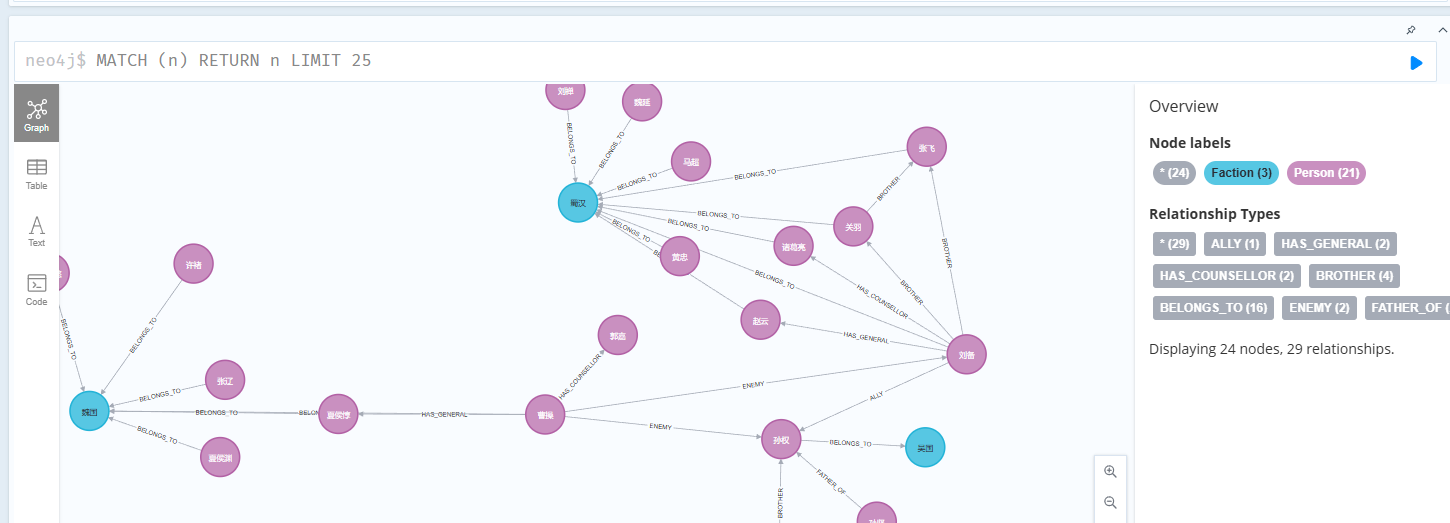 neo4j$ MATCH (n) RETURN n LIMIT 25
Graph
Table
Text
Code
刘禅
魏延
马超
张飞
蜀汉
关羽
诸葛亮
黄忠
许褚
赵云
郭嘉
刘备
张辽
魏国
夏侯惇
曹操
孙权
吴国
夏侯渊
孙坚
BELONGS_TO
BELONGS_TO
BELONGS_TO
BELONGS_TO
BROTHER
BELONGS_TO
BELONGS_TO
BELONGS_TO
BE
BROTHER
BELONGS_TO
BROTHER
HAS_COUNSELLOR
HAS_GENERAL
BELONGS_TO
BELONGS_TO
HAS_COUNSELLOR
ENEMY
BELONGS_TO
ALLY
BELONGS_TO
BELON
HAS_GENERAL
ENEMY
BELONGS_TO
BELONGS_TO
FATHER_OF
BROTHER
Overview
Node labels
* (24) Faction (3) Person (21)
Relationship Types
* (29) ALLY (1) HAS_GENERAL (2)
HAS_COUNSELLOR (2) BROTHER (4)
BELONGS_TO (16) ENEMY (2) FATHER_OF (
Displaying 24 nodes, 29 relationships.